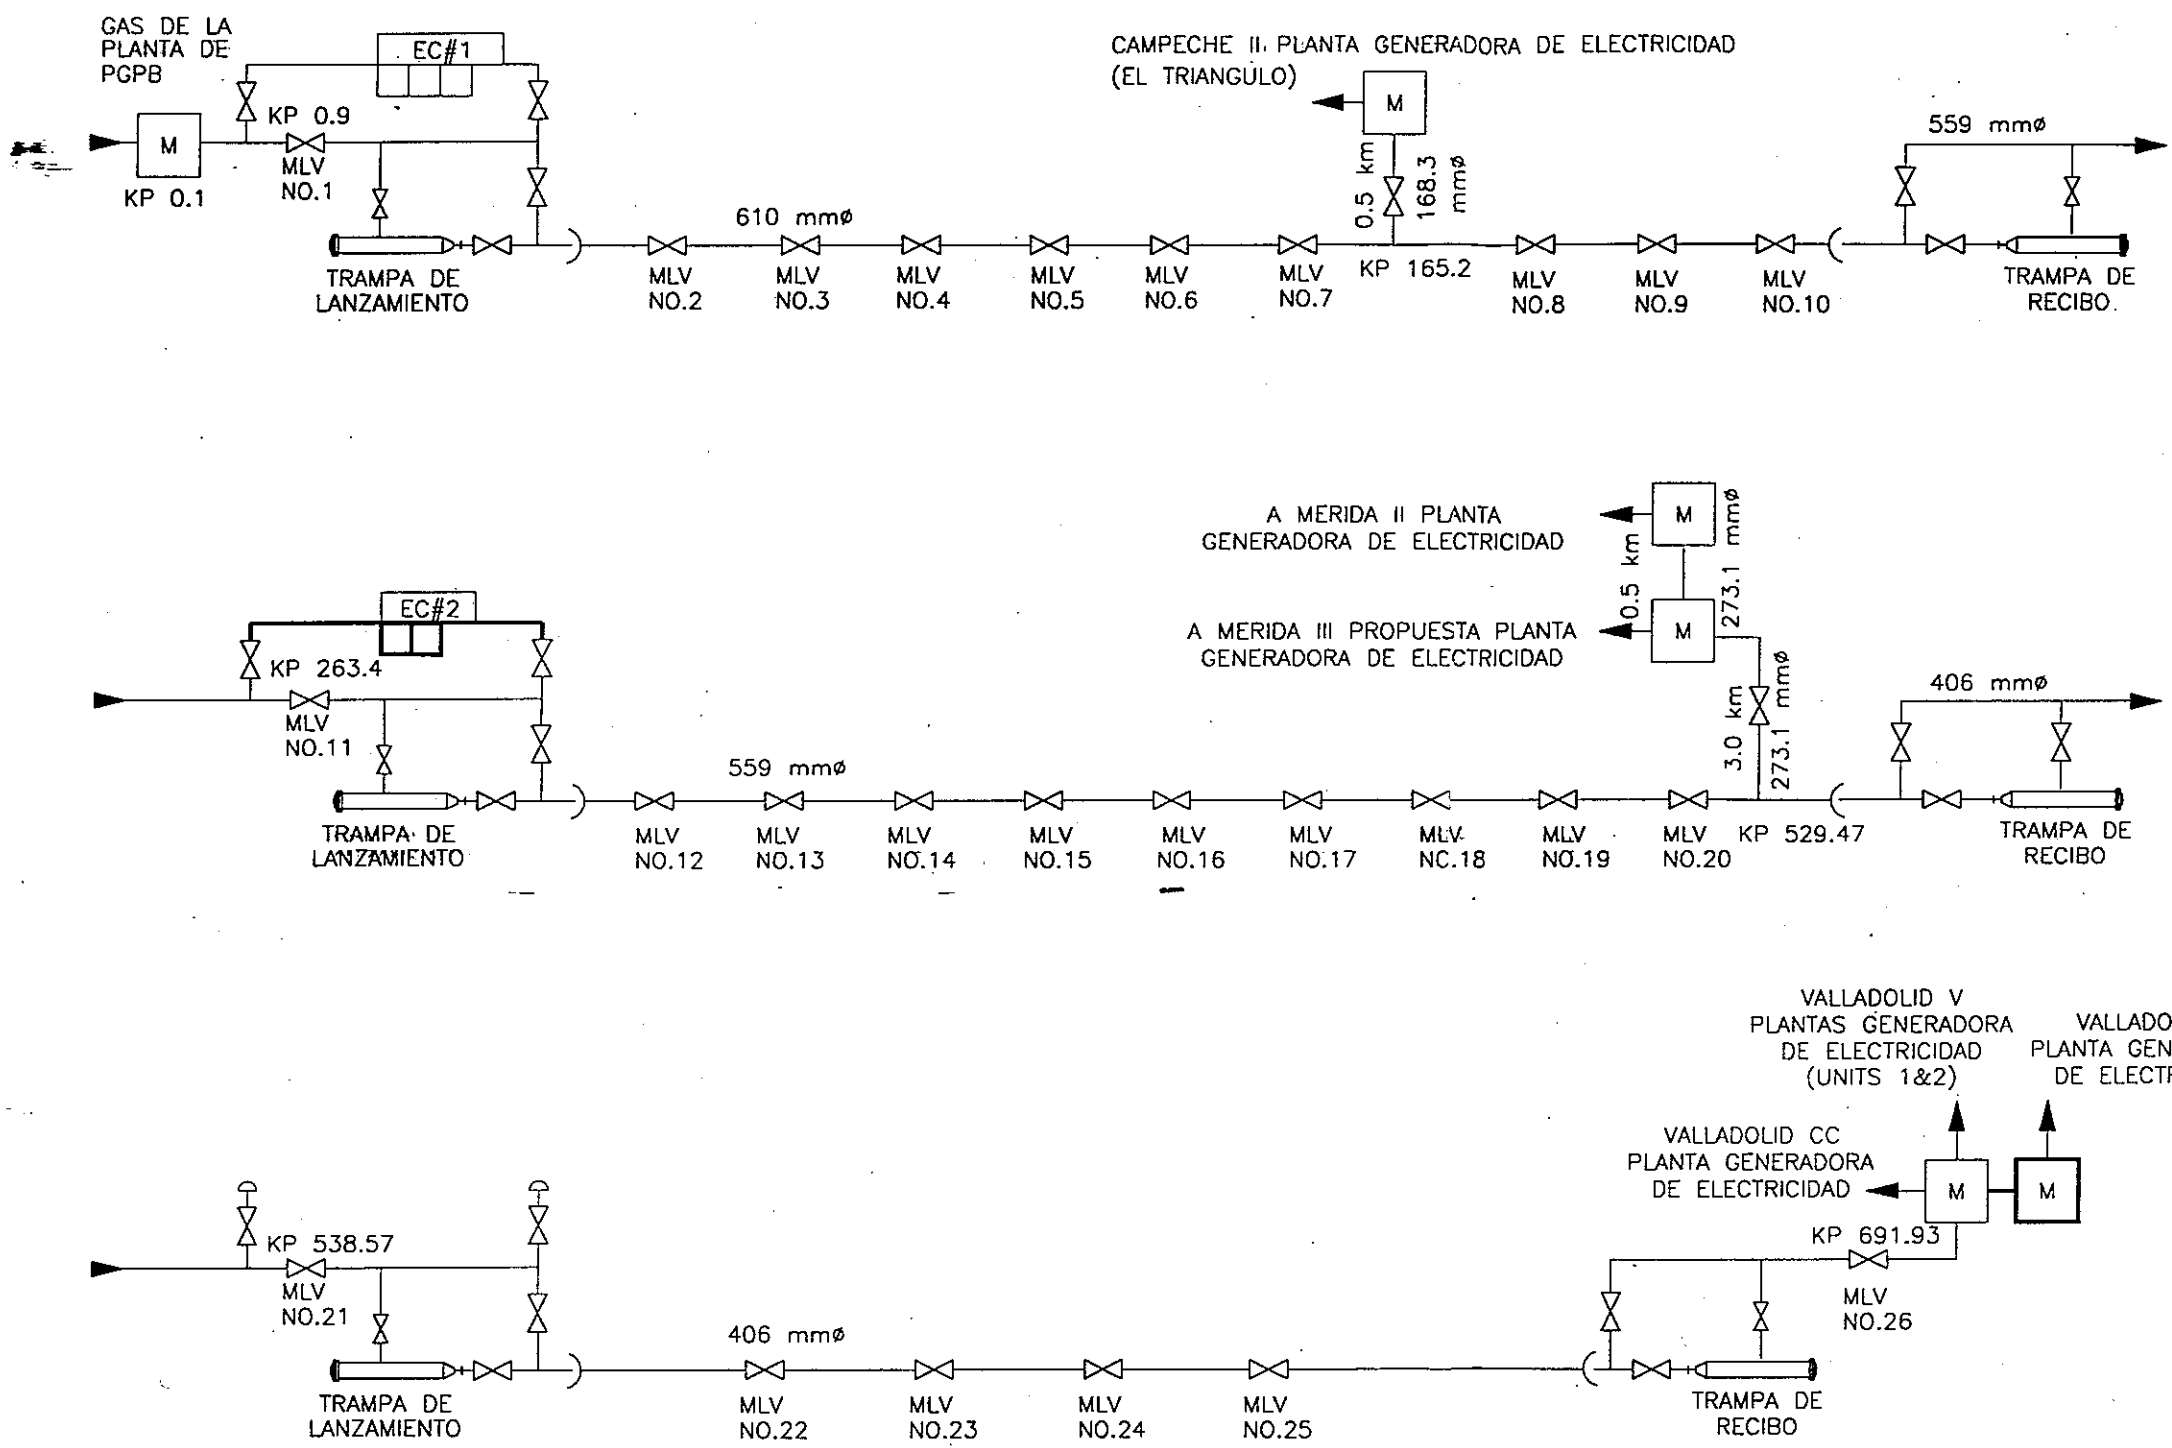 GAS DE LA
PLANTA DE
PGPB
EC#1
KP 0.9
M
MLV
NO.1
KP 0.1
TRAMPA DE
LANZAMIENTO
610 mmø
MLV
NO.2
MLV
NO.3
MLV
NO.4
MLV
NO.5
MLV
NO.6
MLV
NO.7
CAMPECHE II PLANTA GENERADORA DE ELECTRICIDAD
(EL TRIANGULO)
M
0.5 km
168.3
mmø
KP 165.2
MLV
NO.8
MLV
NO.9
MLV
NO.10
559 mmø
TRAMPA DE
RECIBO
EC#2
KP 263.4
MLV
NO.11
TRAMPA DE
LANZAMIENTO
559 mmø
MLV
NO.12
MLV
NO.13
MLV
NO.14
MLV
NO.15
MLV
NO.16
MLV
NO.17
MLV
NC.18
MLV
NO.19
MLV
NO.20
A MERIDA II PLANTA
GENERADORA DE ELECTRICIDAD
M
0.5 km
273.1 mmø
A MERIDA III PROPUESTA PLANTA
GENERADORA DE ELECTRICIDAD
M
3.0 km
273.1 mmø
KP 529.47
406 mmø
TRAMPA DE
RECIBO
KP 538.57
MLV
NO.21
TRAMPA DE
LANZAMIENTO
406 mmø
MLV
NO.22
MLV
NO.23
MLV
NO.24
MLV
NO.25
VALLADOLID V
PLANTAS GENERADORA
DE ELECTRICIDAD
(UNITS 1&2)
VALLADO
PLANTA GEN
DE ELECT
VALLADOLID CC
PLANTA GENERADORA
DE ELECTRICIDAD
M
M
KP 691.93
MLV
NO.26
TRAMPA DE
RECIBO